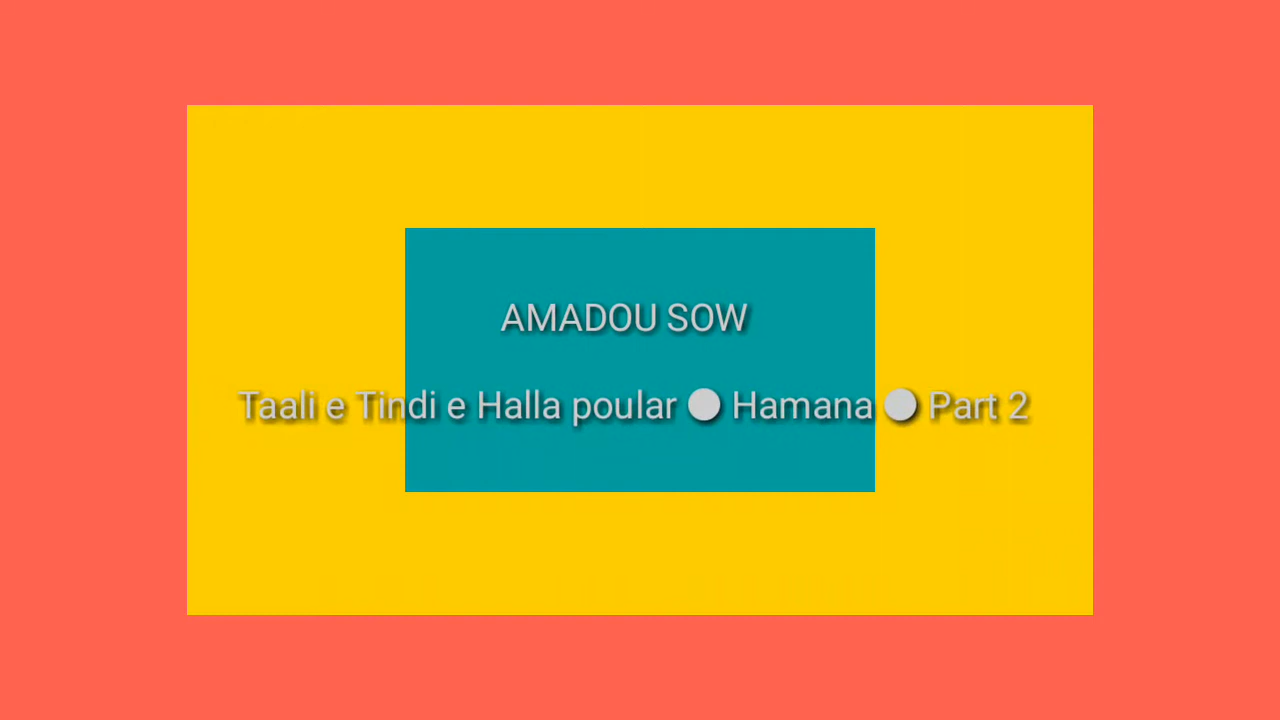 AMADOU SOW
Taali e Tindi e Halla poular ● Hamana ● Part 2